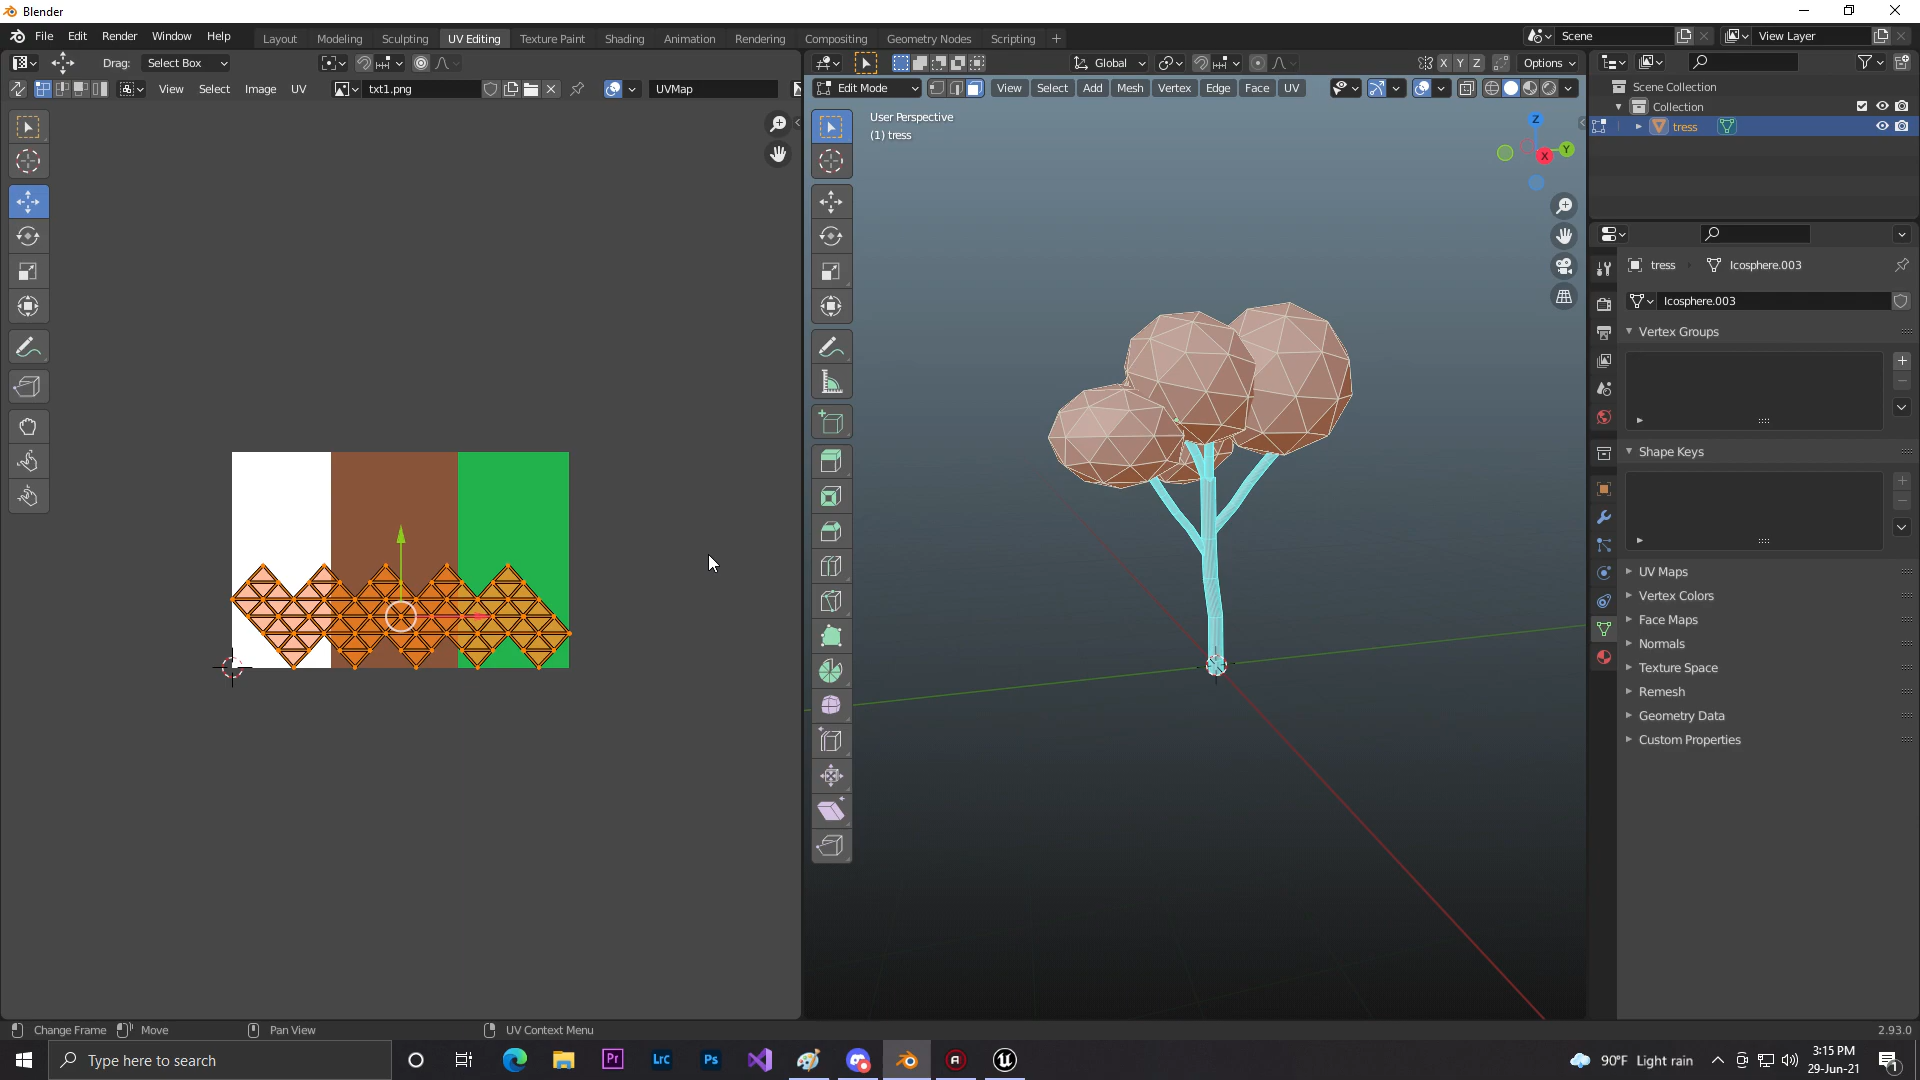 Blender
File Edit Render Window Help
Layout Modeling Sculpting UV Editing Texture Paint Shading Animation Rendering Compositing Geometry Nodes Scripting
Scene
View Layer
Drag: Select Box
Global
X Y Z
Options
View Select Image UV
txt1.png
UVMap
Edit Mode
View Select Add Mesh Vertex Edge Face UV
Scene Collection
Collection
tress
User Perspective
(1) tress
Z
Y
X
tress
Icosphere.003
Icosphere.003
Vertex Groups
Shape Keys
UV Maps
Vertex Colors
Face Maps
Normals
Texture Space
Remesh
Geometry Data
Custom Properties
Change Frame
Move
Pan View
UV Context Menu
2.93.0
Type here to search
Pr
Lrc
Ps
90°F Light rain
3:15 PM
29-Jun-21
1